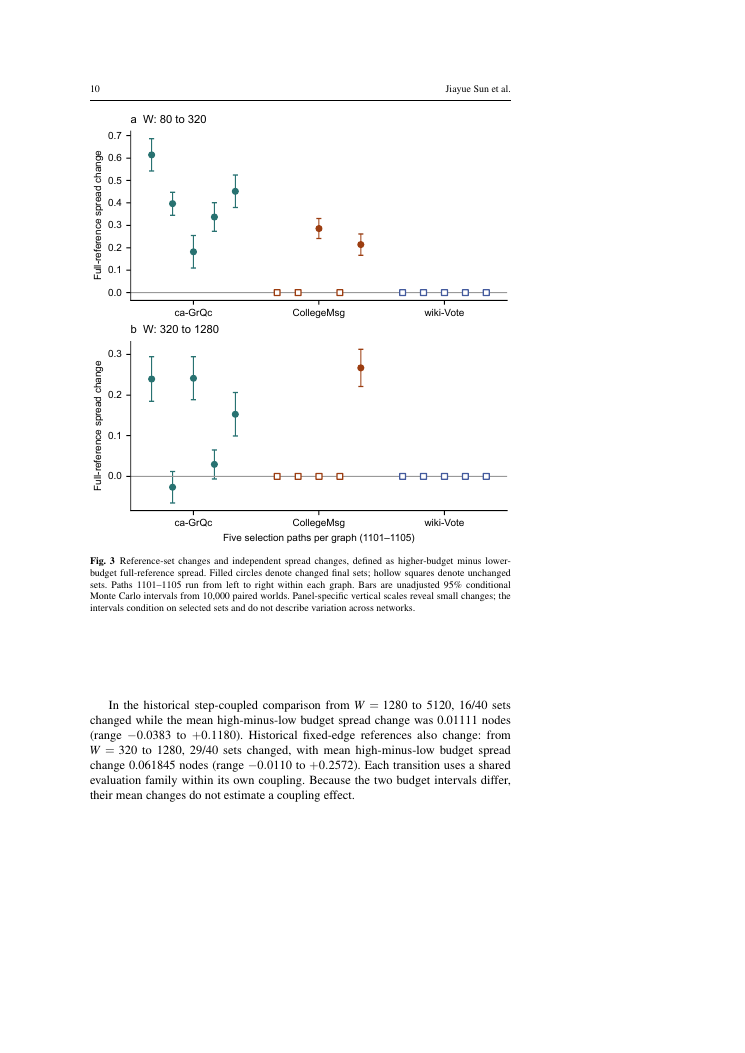 10
Jiayue Sun et al.
a W: 80 to 320
Full-reference spread change
0.7
0.6
0.5
0.4
0.3
0.2
0.1
0.0
ca-GrQc
CollegeMsg
wiki-Vote
b W: 320 to 1280
Full-reference spread change
0.3
0.2
0.1
0.0
ca-GrQc
CollegeMsg
wiki-Vote
Five selection paths per graph (1101–1105)
Fig. 3 Reference-set changes and independent spread changes, defined as higher-budget minus lower-
budget full-reference spread. Filled circles denote changed final sets; hollow squares denote unchanged
sets. Paths 1101–1105 run from left to right within each graph. Bars are unadjusted 95% conditional
Monte Carlo intervals from 10,000 paired worlds. Panel-specific vertical scales reveal small changes; the
intervals condition on selected sets and do not describe variation across networks.
In the historical step-coupled comparison from W = 1280 to 5120, 16/40 sets
changed while the mean high-minus-low budget spread change was 0.01111 nodes
(range −0.0383 to +0.1180). Historical fixed-edge references also change: from
W = 320 to 1280, 29/40 sets changed, with mean high-minus-low budget spread
change 0.061845 nodes (range −0.0110 to +0.2572). Each transition uses a shared
evaluation family within its own coupling. Because the two budget intervals differ,
their mean changes do not estimate a coupling effect.